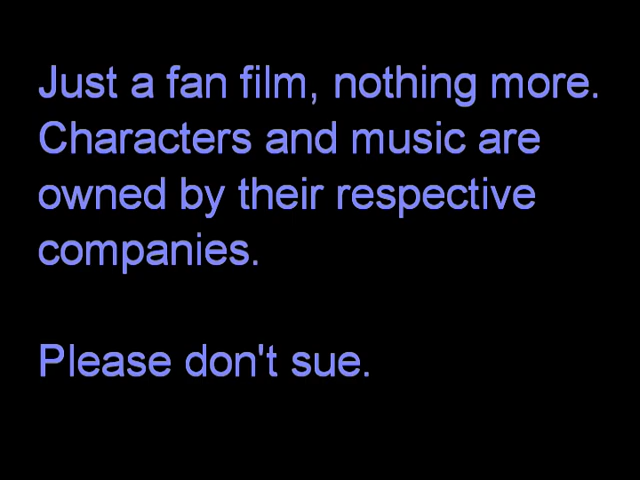 Just a fan film, nothing more.
Characters and music are
owned by their respective
companies.
Please don't sue.